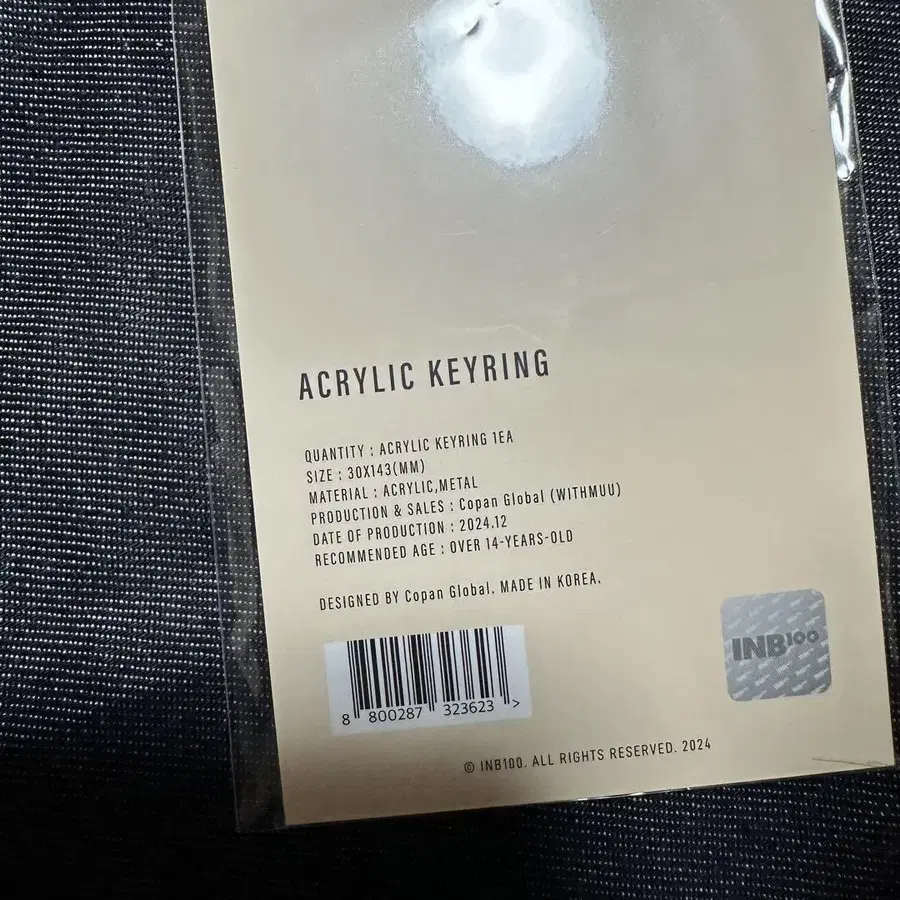 ACRYLIC KEYRING
QUANTITY : ACRYLIC KEYRING 1EA
SIZE : 30X143(MM)
MATERIAL : ACRYLIC,METAL
PRODUCTION & SALES : Copan Global (WITHMUU)
DATE OF PRODUCTION : 2024.12
RECOMMENDED AGE : OVER 14-YEARS-OLD
DESIGNED BY Copan Global. MADE IN KOREA.
INB100
8 800287 323623 >
© INB100. ALL RIGHTS RESERVED. 2024